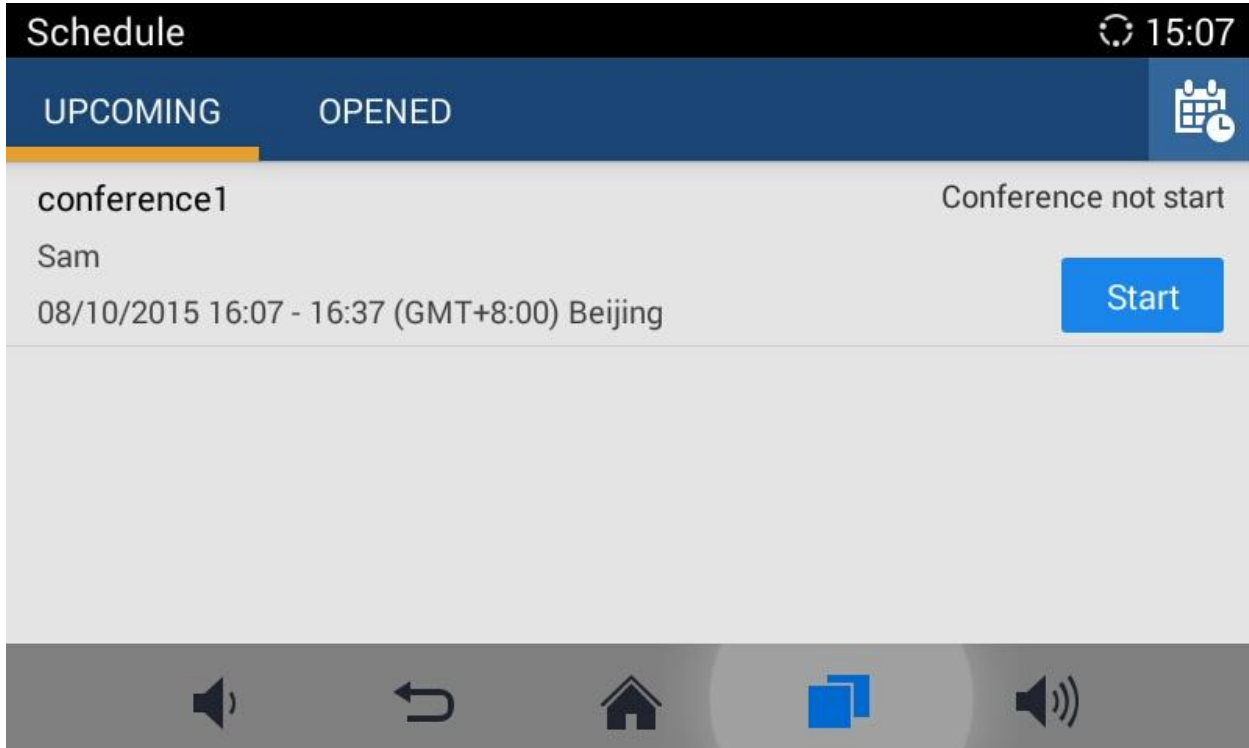 Schedule 15:07
UPCOMING OPENED
conference1 Conference not start
Sam
08/10/2015 16:07 - 16:37 (GMT+8:00) Beijing
Start